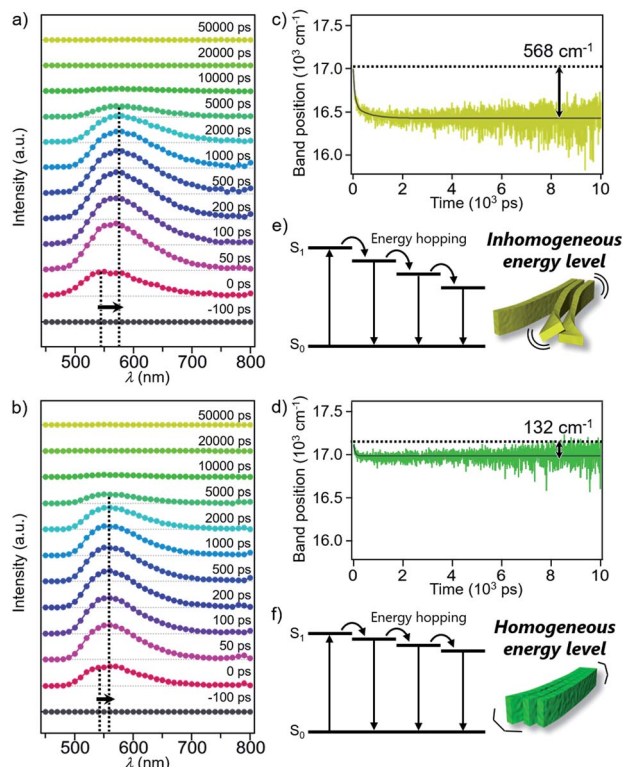 a)
50000 ps
20000 ps
10000 ps
5000 ps
2000 ps
1000 ps
500 ps
200 ps
100 ps
50 ps
0 ps
-100 ps
Intensity (a.u.)
500 600 700 800
λ (nm)
c)
568 cm⁻¹
Band position (10³ cm⁻¹)
17.5
17.0
16.5
16.0
0 2 4 6 8 10
Time (10³ ps)
e)
S₁
Energy hopping
S₀
Inhomogeneous
energy level
b)
50000 ps
20000 ps
10000 ps
5000 ps
2000 ps
1000 ps
500 ps
200 ps
100 ps
50 ps
0 ps
-100 ps
Intensity (a.u.)
500 600 700 800
λ (nm)
d)
132 cm⁻¹
Band position (10³ cm⁻¹)
17.5
17.0
16.5
16.0
0 2 4 6 8 10
Time (10³ ps)
f)
S₁
Energy hopping
S₀
Homogeneous
energy level